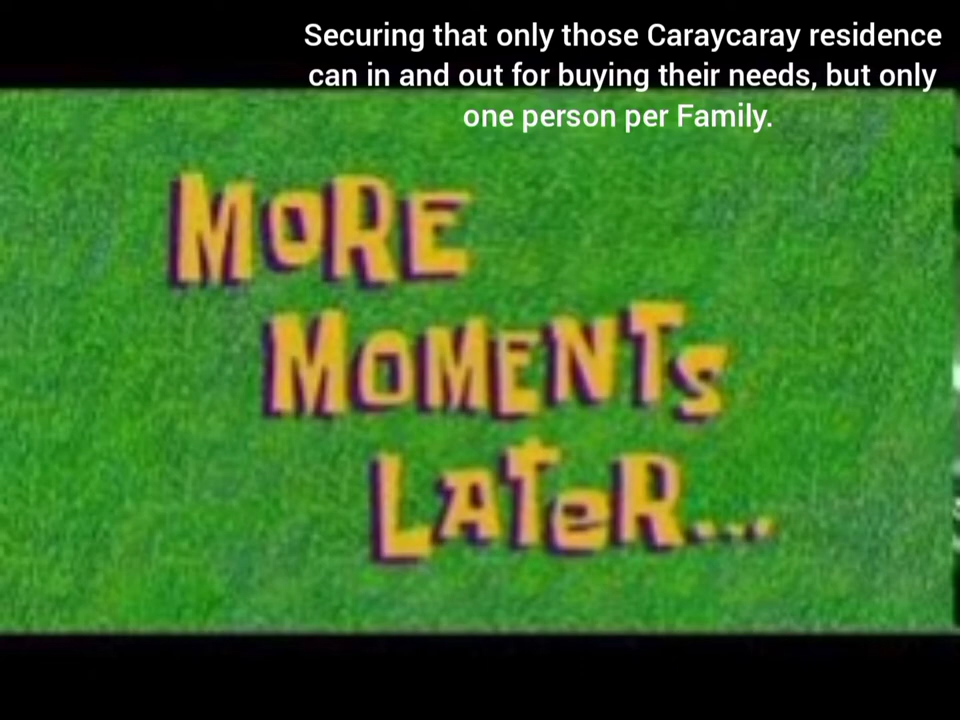 Securing that only those Caraycaray residence
can in and out for buying their needs, but only
one person per Family.
MORE
MOMENTS
LATER...